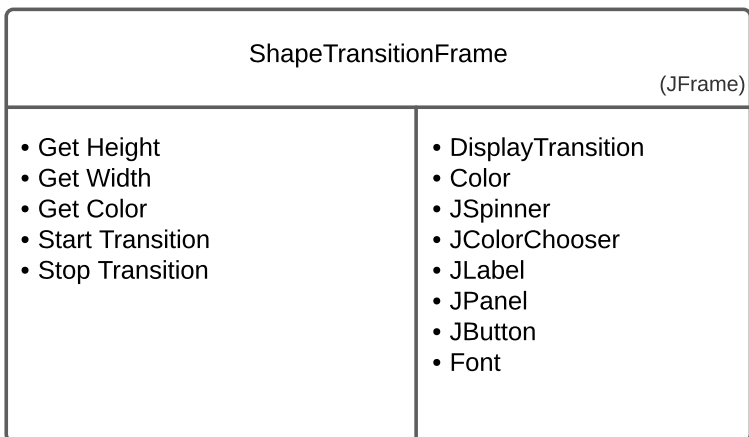 ShapeTransitionFrame
(JFrame)
• Get Height
• Get Width
• Get Color
• Start Transition
• Stop Transition
• DisplayTransition
• Color
• JSpinner
• JColorChooser
• JLabel
• JPanel
• JButton
• Font